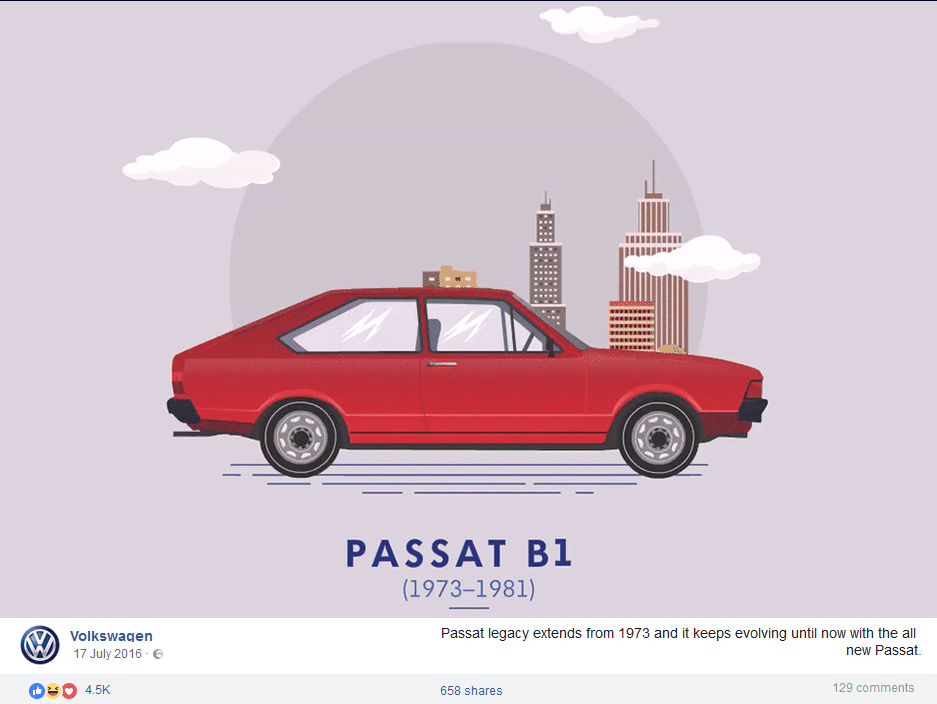 PASSAT B1
(1973–1981)
Volkswagen
17 July 2016 ·
Passat legacy extends from 1973 and it keeps evolving until now with the all
new Passat.
4.5K
658 shares
129 comments